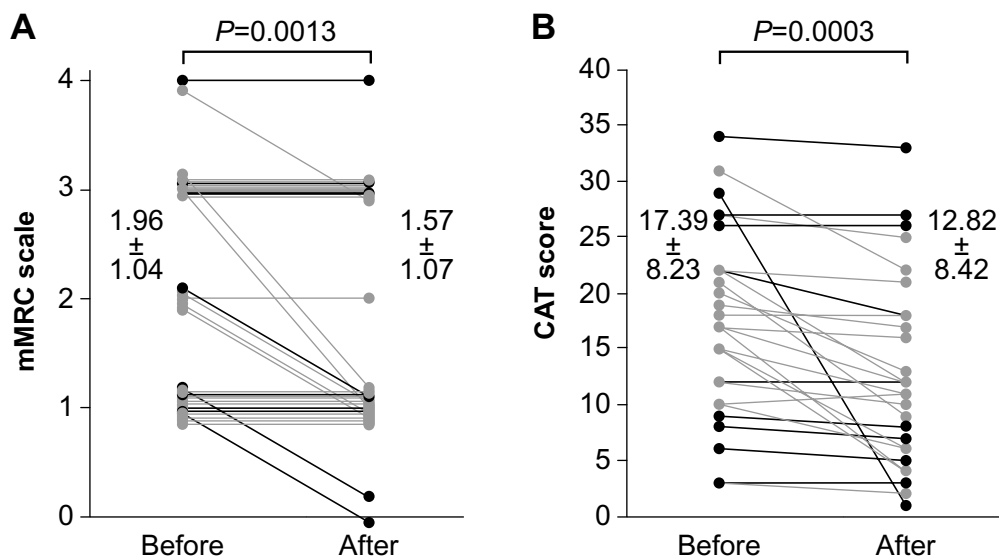 A
P=0.0013
mMRC scale
4
3
2
1
0
1.96
±
1.04
1.57
±
1.07
Before
After
B
P=0.0003
CAT score
40
35
30
25
20
15
10
5
0
17.39
±
8.23
12.82
±
8.42
Before
After